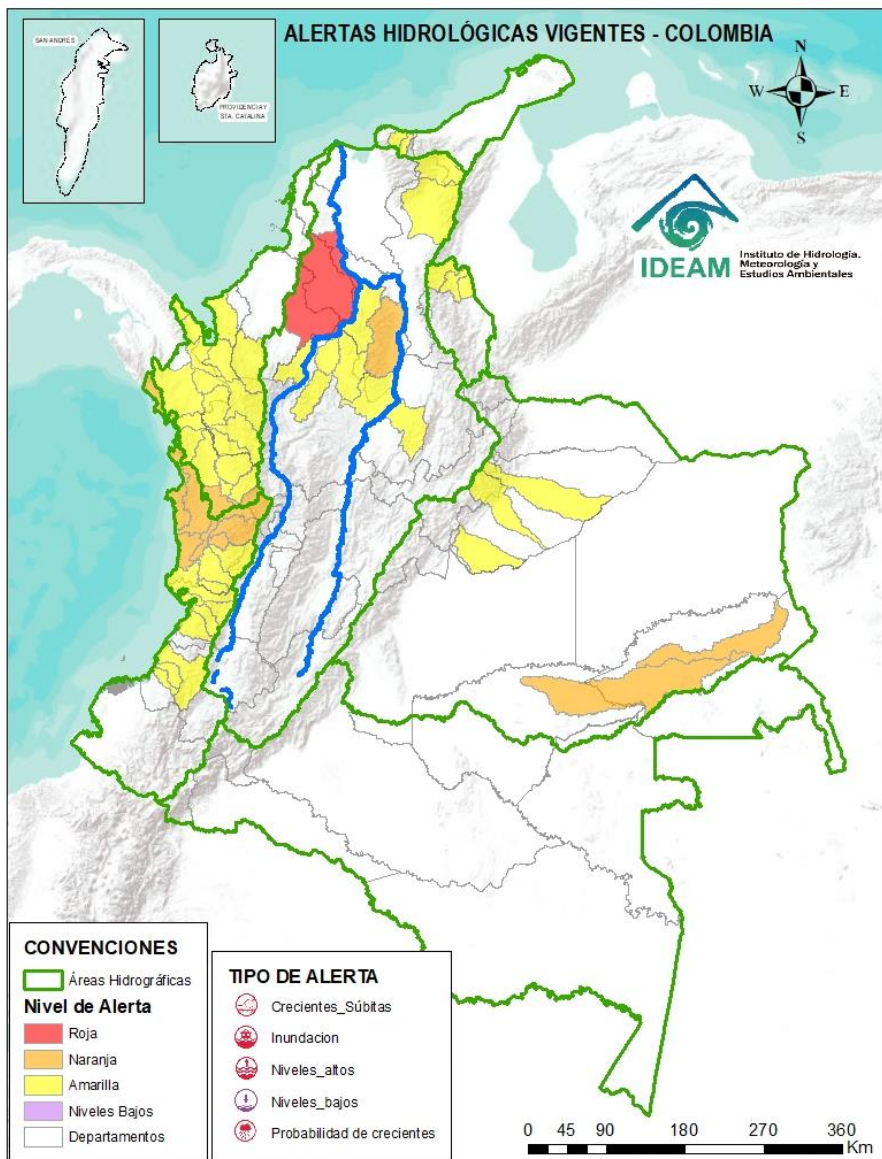 ALERTAS HIDROLÓGICAS VIGENTES - COLOMBIA
SAN ANDRÉS
PROVIDENCIA Y
STA. CATALINA
N
W
E
S
IDEAM
Instituto de Hidrología,
Meteorología y
Estudios Ambientales
CONVENCIONES
Áreas Hidrográficas
Nivel de Alerta
Roja
Naranja
Amarilla
Niveles Bajos
Departamentos
TIPO DE ALERTA
Crecientes_Súbitas
Inundacion
Niveles_altos
Niveles_bajos
Probabilidad de crecientes
0 45 90 180 270 360
Km